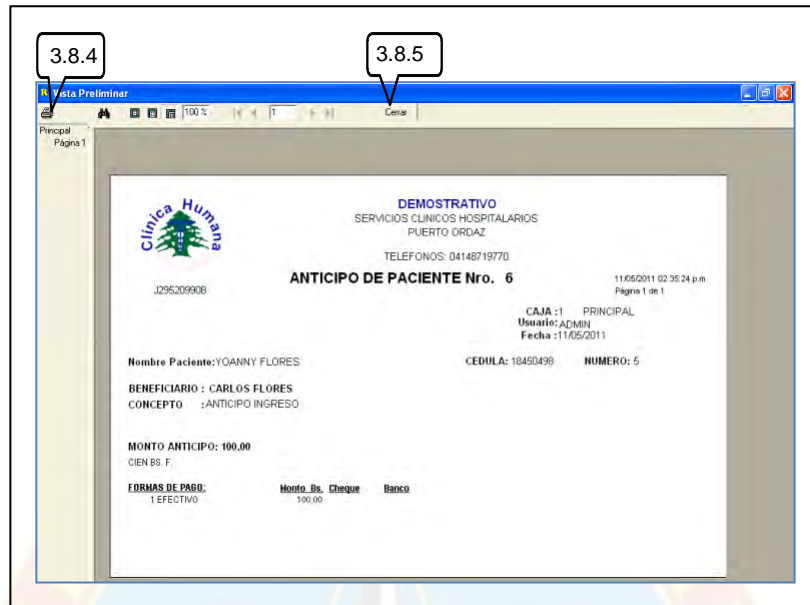 3.8.4
3.8.5
Vista Preliminar
100 %
1
Cerrar
Principal
Página 1
Clínica Humana
DEMOSTRATIVO
SERVICIOS CLINICOS HOSPITALARIOS
PUERTO ORDAZ
TELEFONOS: 04148719770
ANTICIPO DE PACIENTE Nro. 6
11/05/2011 02:35:24 p.m.
J295209908
Página 1 de 1
CAJA :1 PRINCIPAL
Usuario: ADMIN
Fecha :11/05/2011
Nombre Paciente: YOANNY FLORES CEDULA: 18450498 NUMERO: 5
BENEFICIARIO : CARLOS FLORES
CONCEPTO :ANTICIPO INGRESO
MONTO ANTICIPO: 100,00
CIEN BS. F.
FORMAS DE PAGO: Monto Bs. Cheque Banco
1 EFECTIVO 100,00